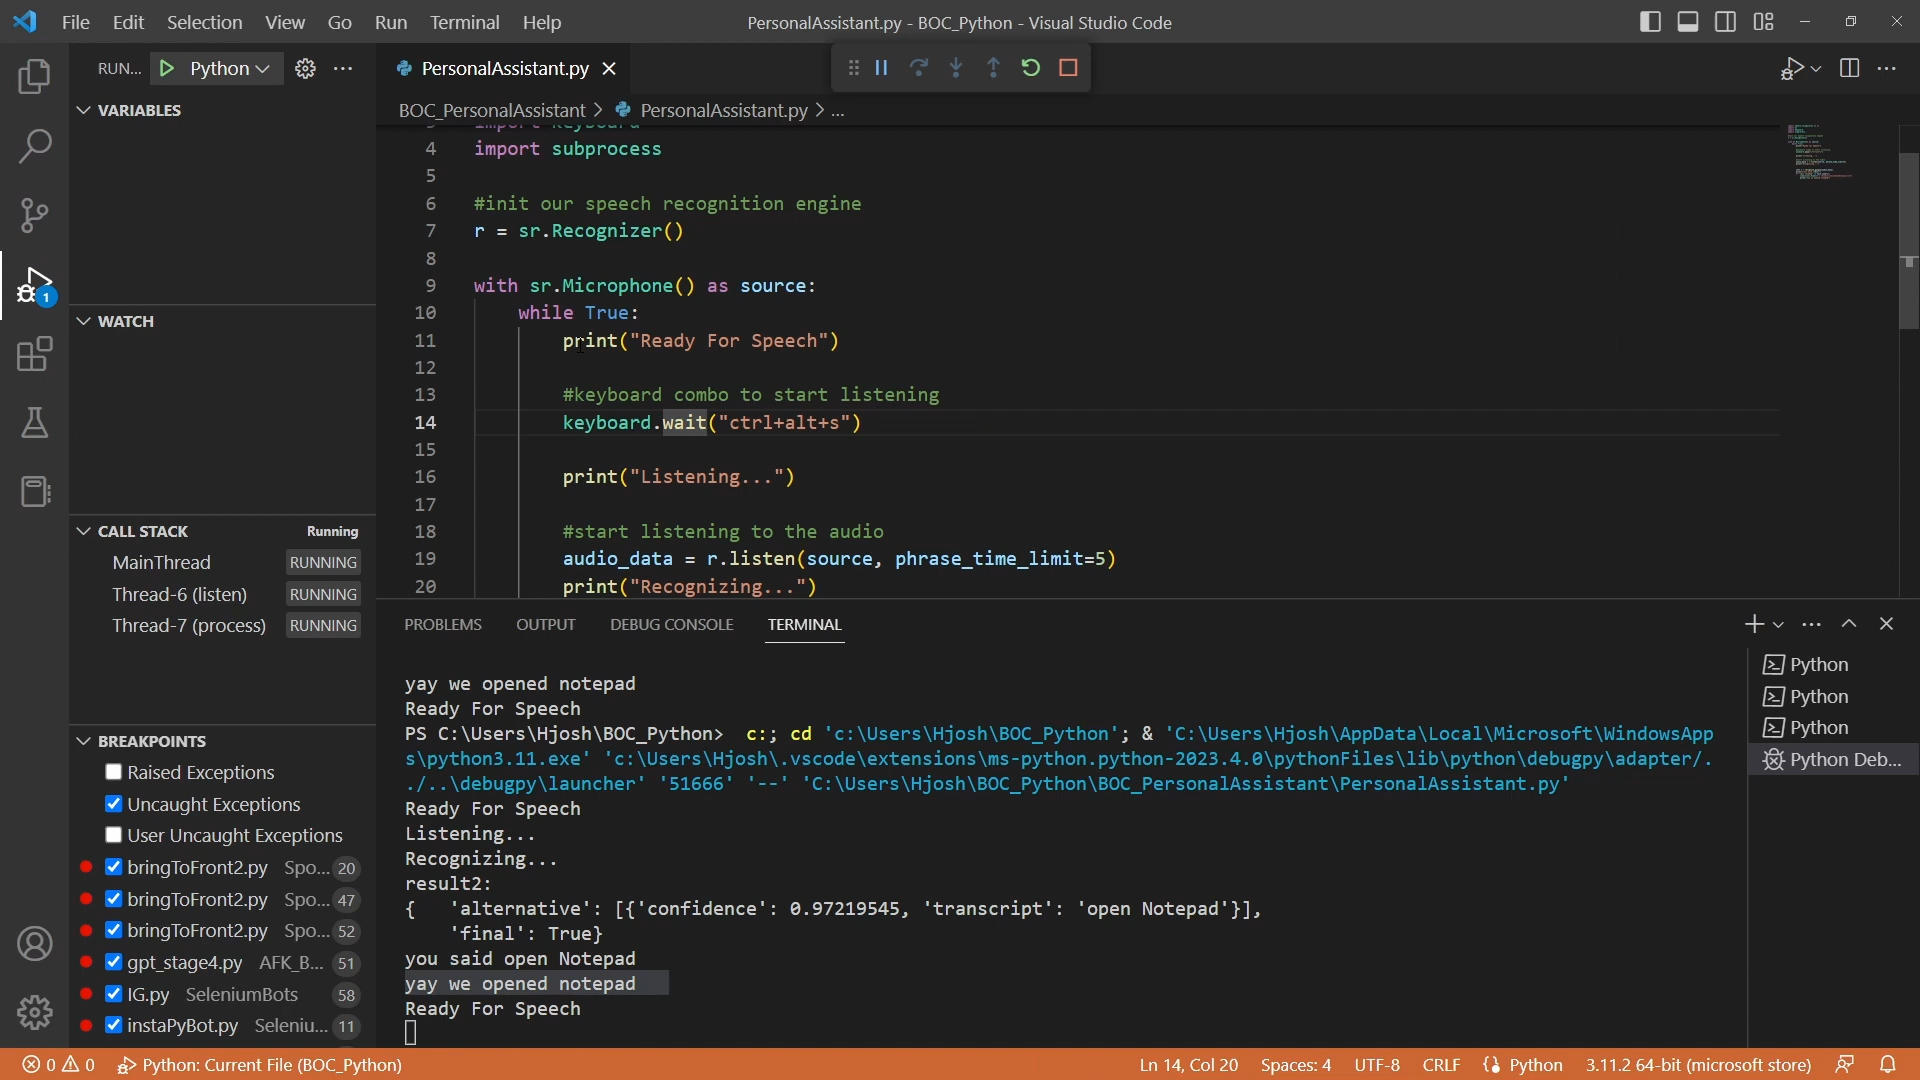 File Edit Selection View Go Run Terminal Help
PersonalAssistant.py - BOC_Python - Visual Studio Code
RUN... Python
PersonalAssistant.py
VARIABLES
BOC_PersonalAssistant > PersonalAssistant.py > ...
3 import keyboard
4 import subprocess
5
6 #init our speech recognition engine
7 r = sr.Recognizer()
8
9 with sr.Microphone() as source:
10 while True:
11 print("Ready For Speech")
12
13 #keyboard combo to start listening
14 keyboard.wait("ctrl+alt+s")
15
16 print("Listening...")
17
18 #start listening to the audio
19 audio_data = r.listen(source, phrase_time_limit=5)
20 print("Recognizing...")
1
WATCH
CALL STACK Running
MainThread RUNNING
Thread-6 (listen) RUNNING
Thread-7 (process) RUNNING
BREAKPOINTS
Raised Exceptions
Uncaught Exceptions
User Uncaught Exceptions
bringToFront2.py Spo... 20
bringToFront2.py Spo... 47
bringToFront2.py Spo... 52
gpt_stage4.py AFK_B... 51
IG.py SeleniumBots 58
instaPyBot.py Seleniu... 11
PROBLEMS OUTPUT DEBUG CONSOLE TERMINAL
yay we opened notepad
Ready For Speech
PS C:\Users\Hjosh\BOC_Python> c:; cd 'c:\Users\Hjosh\BOC_Python'; & 'C:\Users\Hjosh\AppData\Local\Microsoft\WindowsApp
s\python3.11.exe' 'c:\Users\Hjosh\.vscode\extensions\ms-python.python-2023.4.0\pythonFiles\lib\python\debugpy\adapter/.
./..\debugpy\launcher' '51666' '--' 'C:\Users\Hjosh\BOC_Python\BOC_PersonalAssistant\PersonalAssistant.py'
Ready For Speech
Listening...
Recognizing...
result2:
{ 'alternative': [{'confidence': 0.97219545, 'transcript': 'open Notepad'}],
'final': True}
you said open Notepad
yay we opened notepad
Ready For Speech
Python
Python
Python
Python Deb...
0 0 Python: Current File (BOC_Python)
Ln 14, Col 20 Spaces: 4 UTF-8 CRLF Python 3.11.2 64-bit (microsoft store)